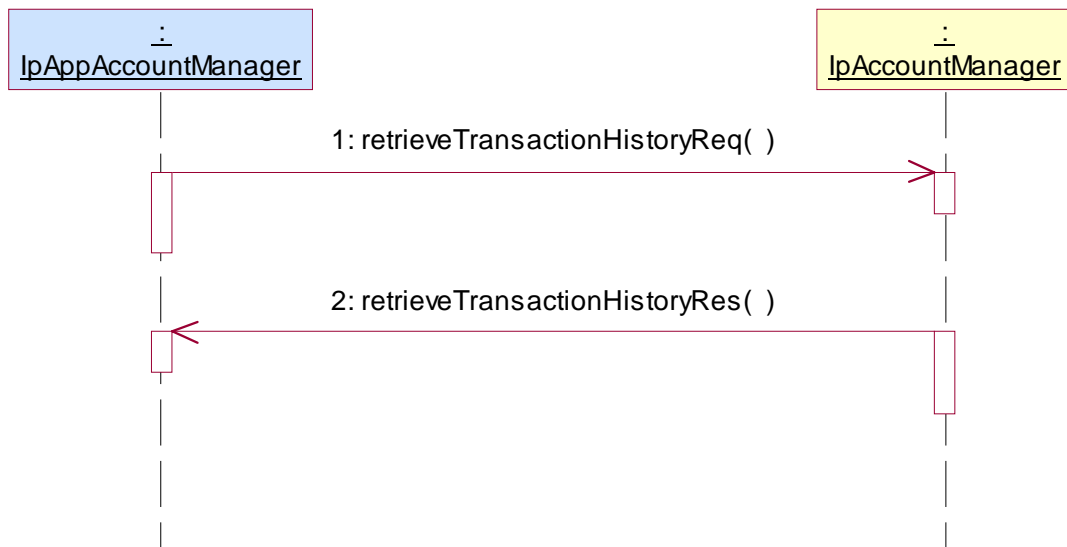 :
IpAppAccountManager
:
IpAccountManager
1: retrieveTransactionHistoryReq( )
2: retrieveTransactionHistoryRes( )